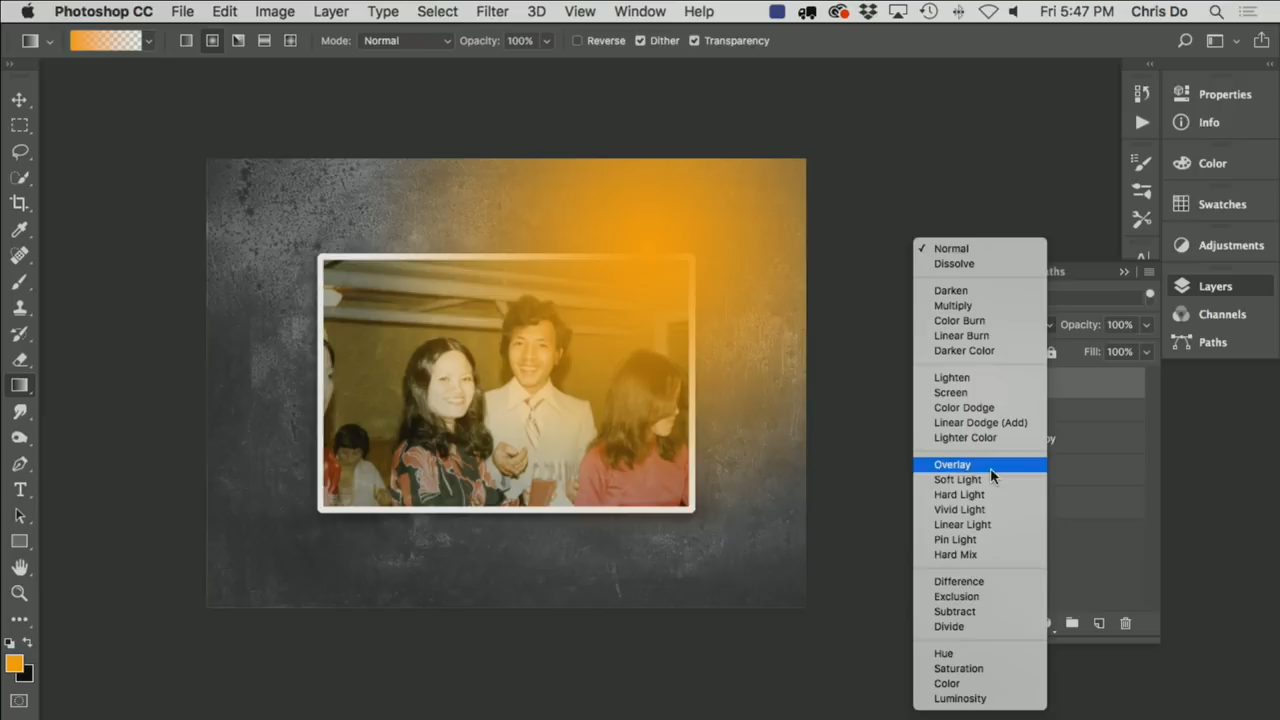 Photoshop CC File Edit Image Layer Type Select Filter 3D View Window Help Fri 5:47 PM Chris Do
Mode: Normal Opacity: 100% Reverse Dither Transparency
Properties
Info
Color
Swatches
Adjustments
Layers
Channels
Paths
✓ Normal
Dissolve
Darken
Multiply
Color Burn
Linear Burn
Darker Color
Lighten
Screen
Color Dodge
Linear Dodge (Add)
Lighter Color
Overlay
Soft Light
Hard Light
Vivid Light
Linear Light
Pin Light
Hard Mix
Difference
Exclusion
Subtract
Divide
Hue
Saturation
Color
Luminosity
aths
Opacity: 100%
Fill: 100%
py